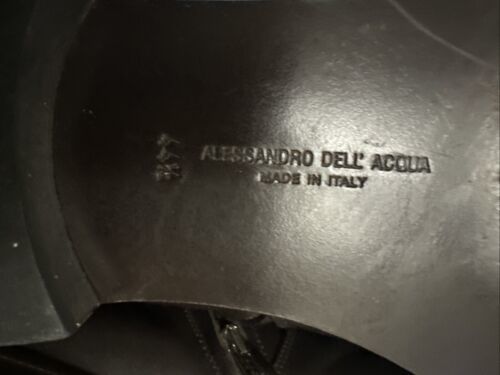 ALESSANDRO DELL' ACQUA
MADE IN ITALY